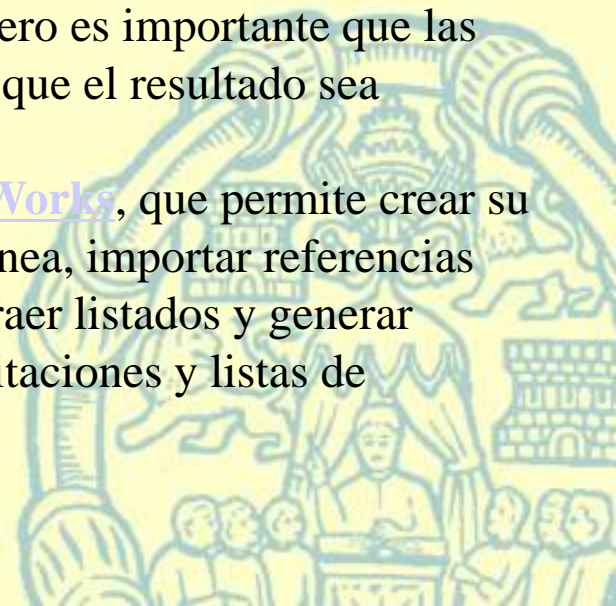 ero es importante que las
que el resultado sea
Works, que permite crear su
nea, importar referencias
raer listados y generar
itaciones y listas de